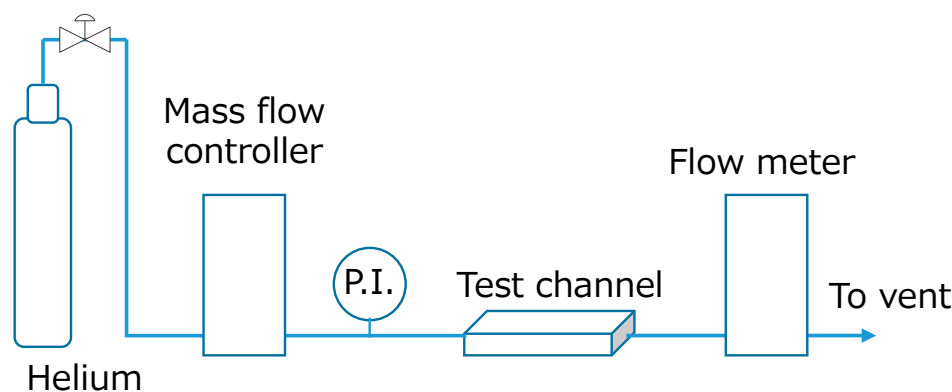 Mass flow
controller
Flow meter
P.I.
Test channel
To vent
Helium